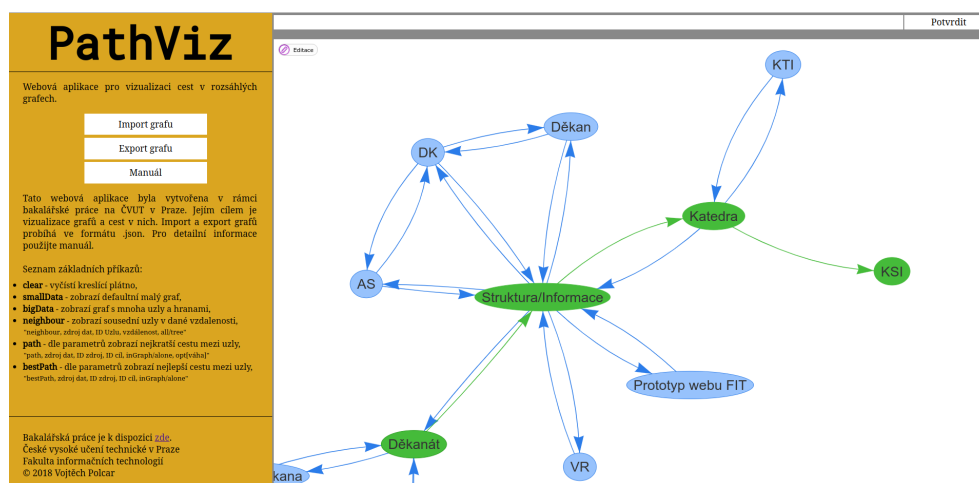 PathViz
Webová aplikace pro vizualizaci cest v rozsáhlých
grafech.
Import grafu
Export grafu
Manuál
Tato webová aplikace byla vytvořena v rámci
bakalářské práce na ČVUT v Praze. Jejím cílem je
vizualizace grafů a cest v nich. Import a export grafů
probíhá ve formátu .json. Pro detailní informace
použijte manuál.
Seznam základních příkazů:
clear - vyčistí kreslící plátno,
smallData - zobrazí defaultní malý graf,
bigData - zobrazí graf s mnoha uzly a hranami,
neighbour - zobrazí sousední uzly v dané vzdalenosti,
"neighbour, zdroj dat, ID Uzlu, vzdálenost, all/tree"
path - dle parametrů zobrazí nejkratší cestu mezi uzly,
"path, zdroj dat, ID zdroj, ID cíl, inGraph/alone, opt[váha]"
bestPath - dle parametrů zobrazí nejlepší cestu mezi uzly,
"bestPath, zdroj dat, ID zdroj, ID cíl, inGraph/alone"
Bakalářská práce je k dispozici zde.
České vysoké učení technické v Praze
Fakulta informačních technologií
© 2018 Vojtěch Polcar
Potvrdit
Editace
KTI
Děkan
DK
Katedra
KSI
AS
Struktura/Informace
Prototyp webu FIT
Děkanát
VR
kana